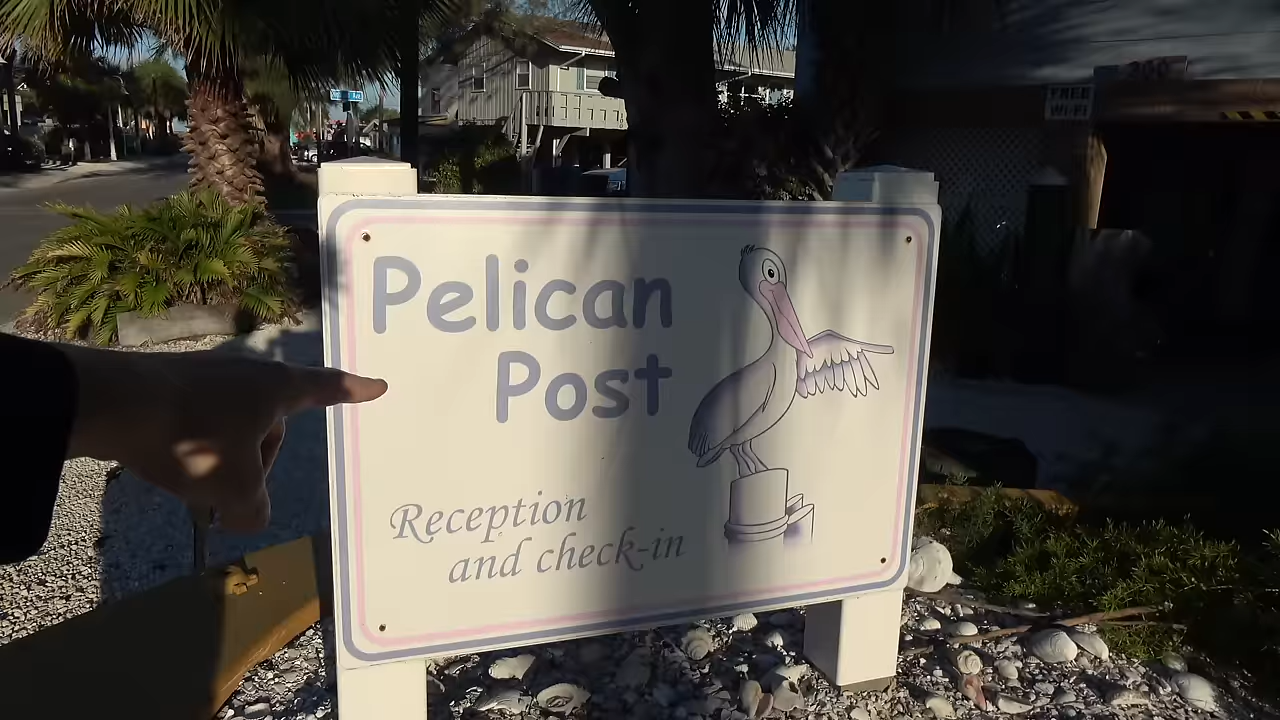 FREE
Wi-Fi
Pelican
Post
Reception
and check-in